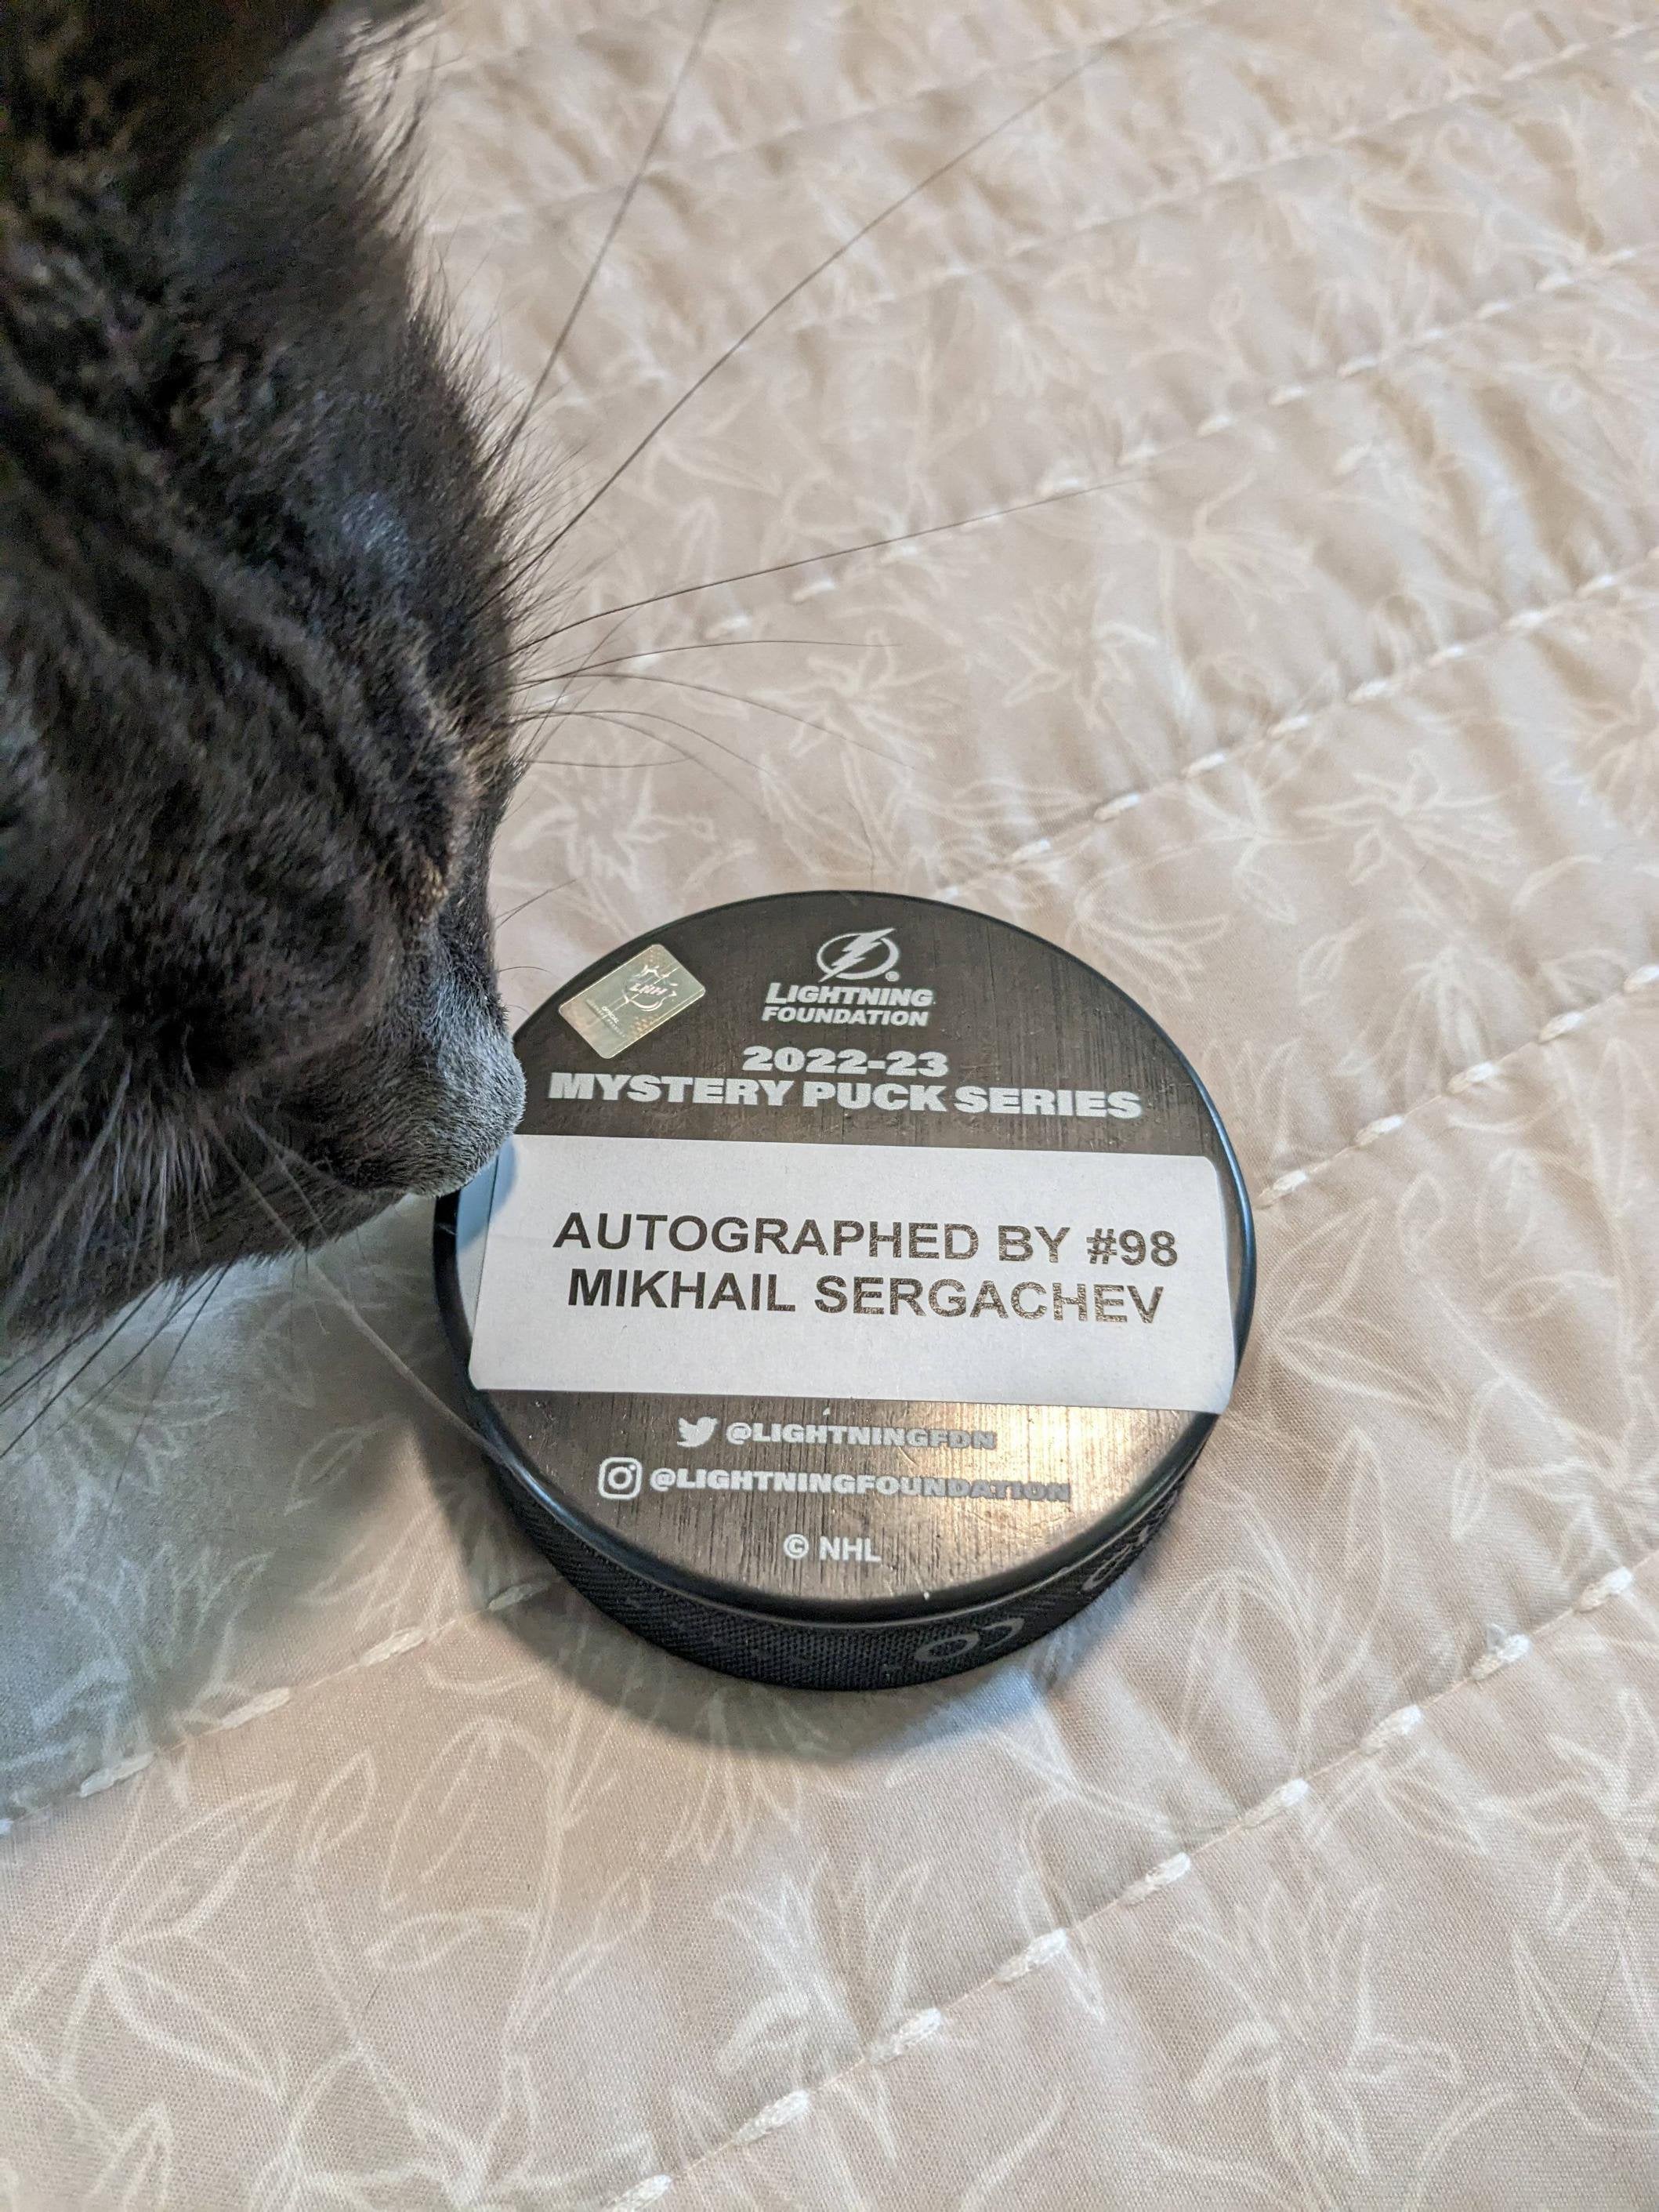 LIGHTNING
FOUNDATION
2022-23
MYSTERY PUCK SERIES
AUTOGRAPHED BY #98
MIKHAIL SERGACHEV
@LIGHTNINGFDN
@LIGHTNINGFOUNDATION
© NHL